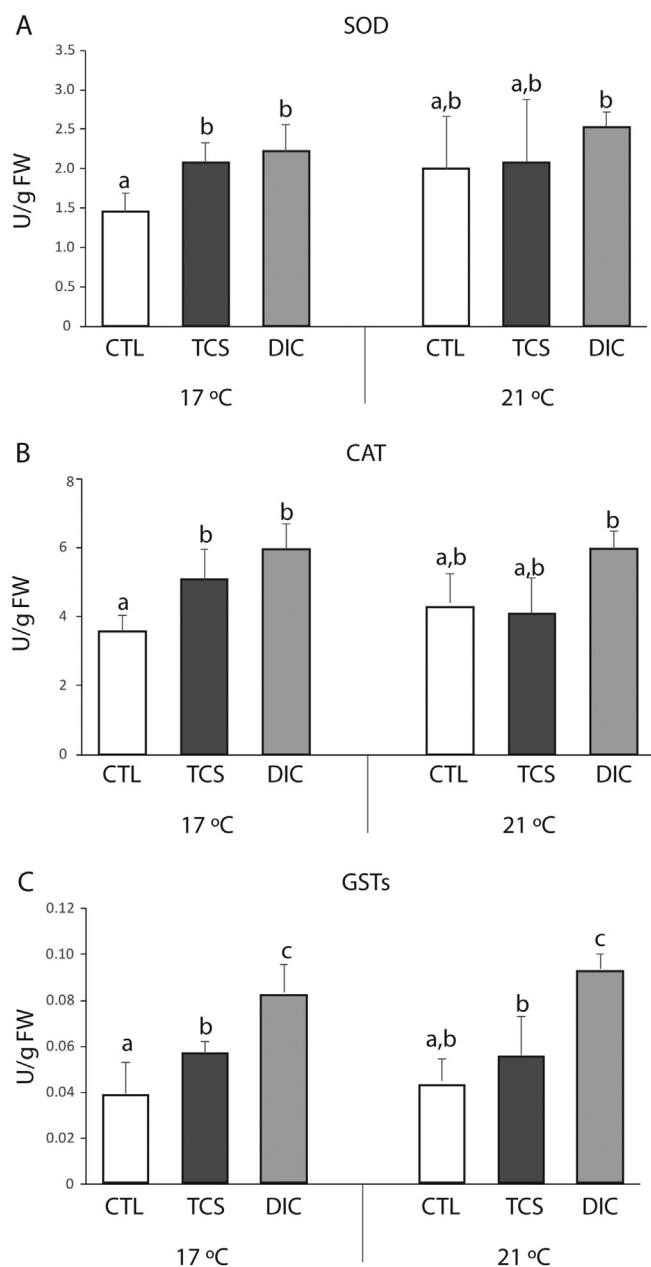 A
SOD
3.5
3.0
2.5
2.0
1.5
1.0
0.5
0
U/g FW
a
b
b
a,b
a,b
b
CTL TCS DIC CTL TCS DIC
17 ºC 21 ºC
B
CAT
8
6
4
2
0
U/g FW
a
b
b
a,b
a,b
b
CTL TCS DIC CTL TCS DIC
17 ºC 21 ºC
C
GSTs
0.12
0.10
0.08
0.06
0.04
0.02
0
U/g FW
a
b
c
a,b
b
c
CTL TCS DIC CTL TCS DIC
17 ºC 21 ºC